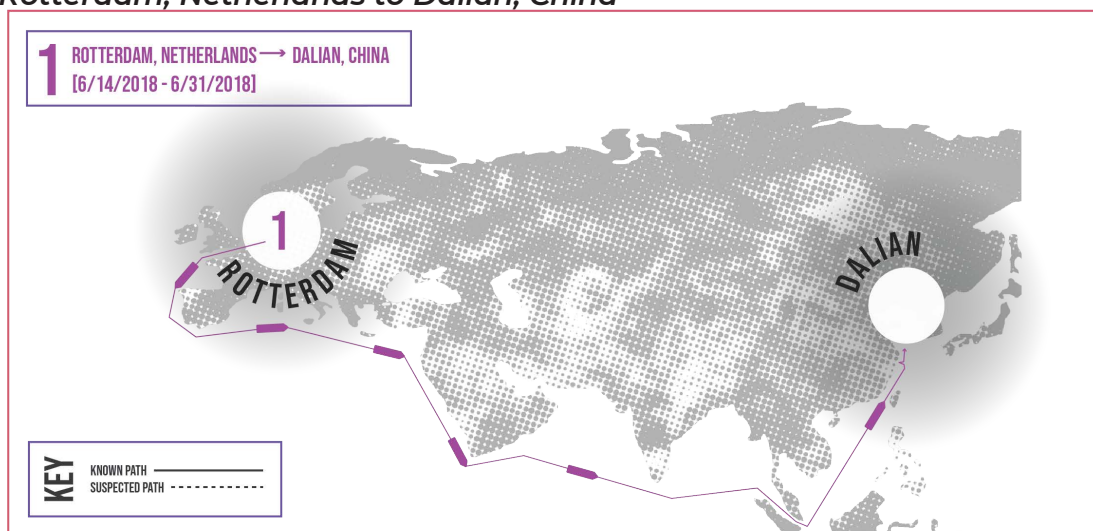 Rotterdam, Netherlands to Dalian, China
1
ROTTERDAM, NETHERLANDS → DALIAN, CHINA
[6/14/2018 - 6/31/2018]
1
ROTTERDAM
DALIAN
KEY
KNOWN PATH
SUSPECTED PATH